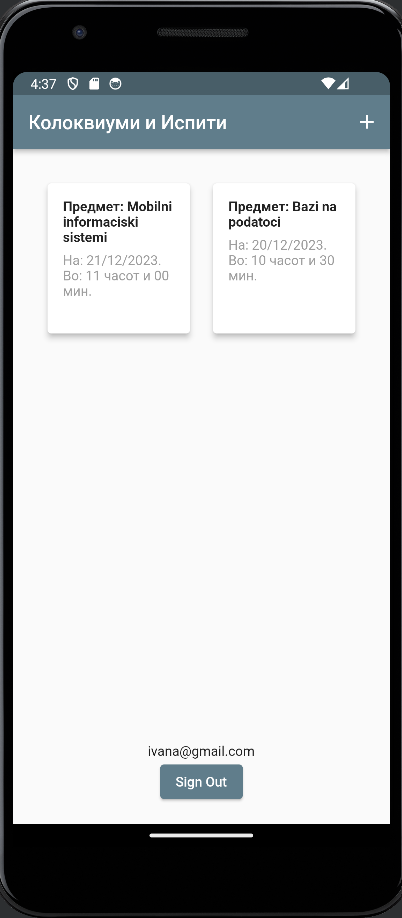 4:37
Колоквиуми и Испити
Предмет: Mobilni
informaciski
sistemi
На: 21/12/2023.
Во: 11 часот и 00
мин.
Предмет: Bazi na
podatoci
На: 20/12/2023.
Во: 10 часот и 30
мин.
ivana@gmail.com
Sign Out